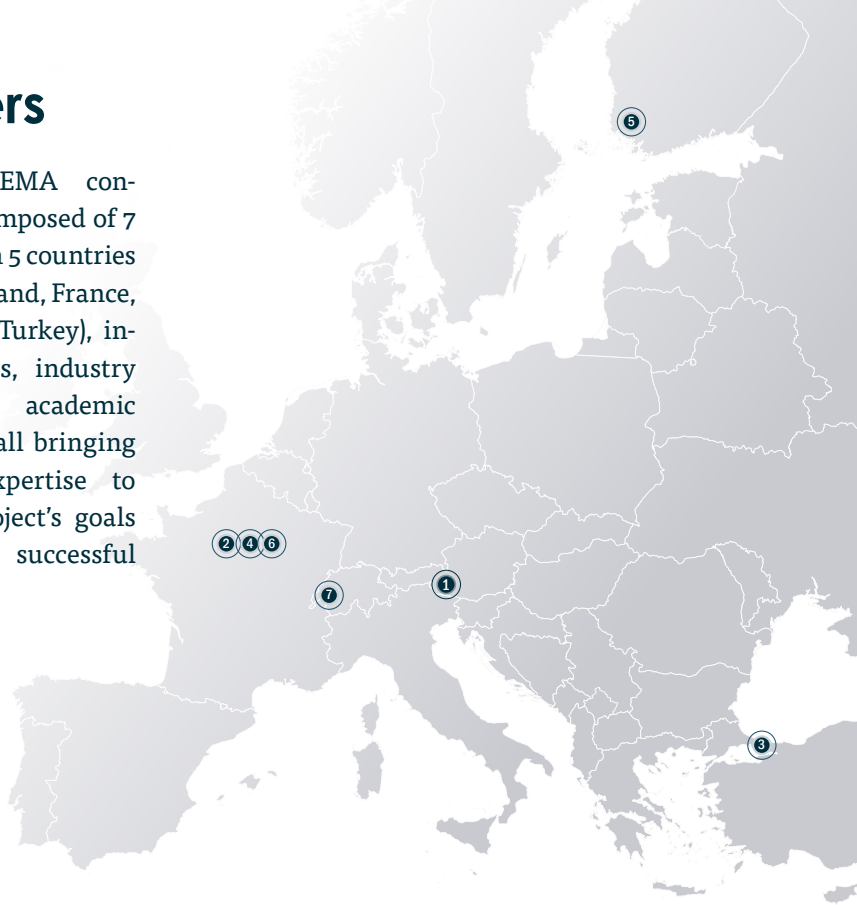 ers
EMA con-
mposed of 7
n 5 countries
and, France,
Turkey), in-
s, industry
academic
all bringing
xpertise to
oject's goals
successful
5
2 4 6
7
1
3